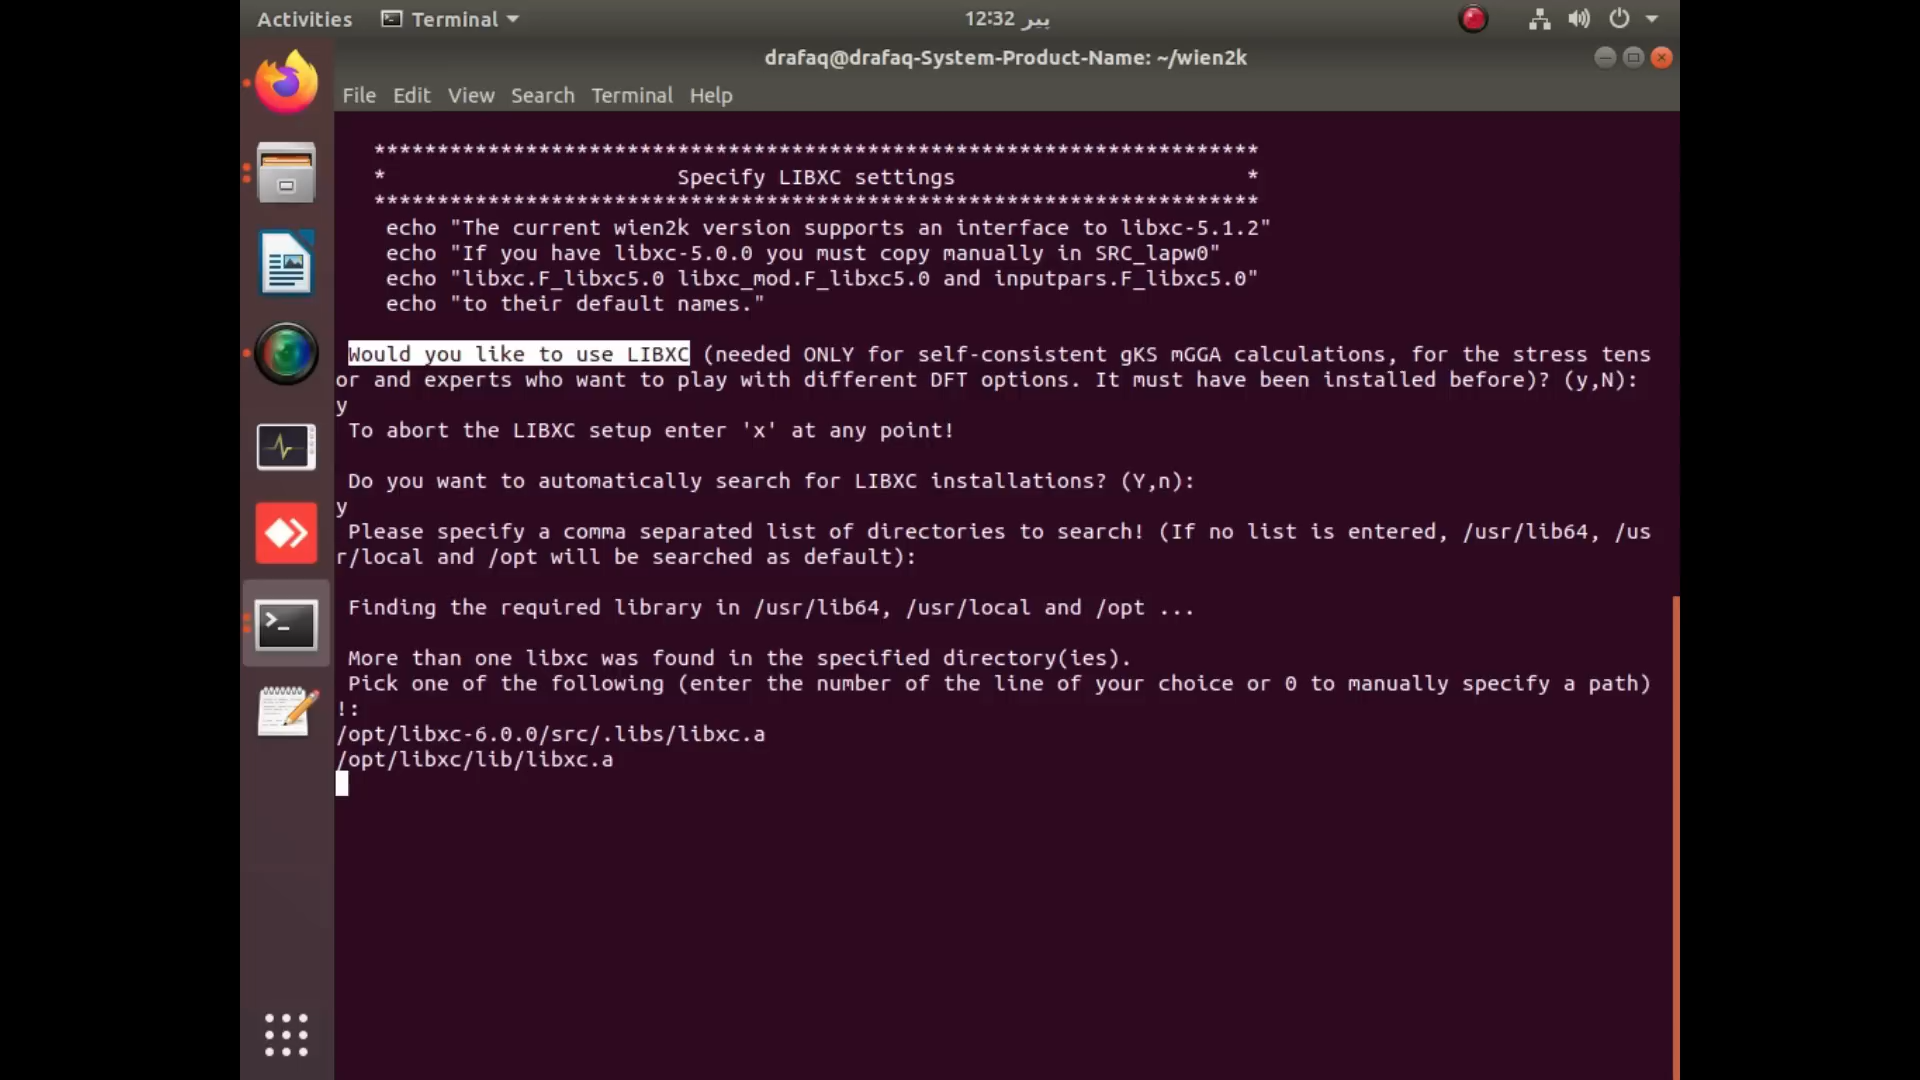 Activities Terminal پیر 12:32
drafaq@drafaq-System-Product-Name: ~/wien2k
File Edit View Search Terminal Help
**********************************************************************
* Specify LIBXC settings *
**********************************************************************
echo "The current wien2k version supports an interface to libxc-5.1.2"
echo "If you have libxc-5.0.0 you must copy manually in SRC_lapw0"
echo "libxc.F_libxc5.0 libxc_mod.F_libxc5.0 and inputpars.F_libxc5.0"
echo "to their default names."
Would you like to use LIBXC (needed ONLY for self-consistent gKS mGGA calculations, for the stress tens
or and experts who want to play with different DFT options. It must have been installed before)? (y,N):
y
To abort the LIBXC setup enter 'x' at any point!
Do you want to automatically search for LIBXC installations? (Y,n):
y
Please specify a comma separated list of directories to search! (If no list is entered, /usr/lib64, /us
r/local and /opt will be searched as default):
Finding the required library in /usr/lib64, /usr/local and /opt ...
More than one libxc was found in the specified directory(ies).
Pick one of the following (enter the number of the line of your choice or 0 to manually specify a path)
!:
/opt/libxc-6.0.0/src/.libs/libxc.a
/opt/libxc/lib/libxc.a